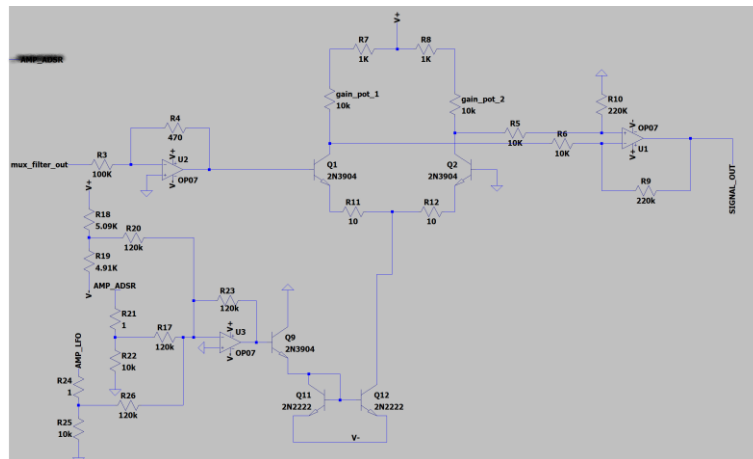 AMP_ADSR
V+
R7
1K
R8
1K
gain_pot_1
10k
gain_pot_2
10k
R10
220K
V-
OP07
R4
470
R5
10K
R6
10K
V+
U1
mux_filter_out
R3
100K
V+
U2
V-
OP07
Q1
2N3904
Q2
2N3904
R9
220k
SIGNAL_OUT
V+
R18
5.09K
R20
120k
R11
10
R12
10
R19
4.91K
V-
AMP_ADSR
R23
120k
R21
1
R17
120k
V+
U3
V-
OP07
Q9
2N3904
AMP_LFO
R22
10k
R24
1
R26
120k
Q11
2N2222
Q12
2N2222
R25
10k
V-